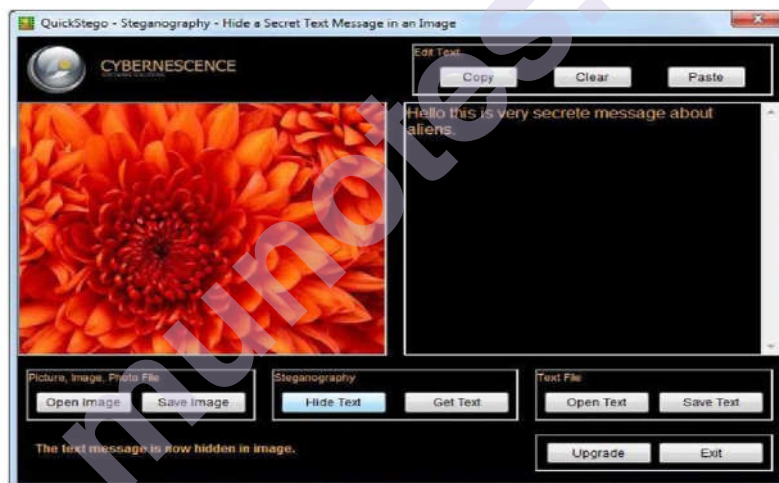 QuickStego - Steganography - Hide a Secret Text Message in an Image
CYBERNESCENCE
SOFTWARE SOLUTIONS
Edit Text
Copy Clear Paste
Hello this is very secrete message about
aliens.
Picture, Image, Photo File
Open Image Save Image
Steganography
Hide Text Get Text
Text File
Open Text Save Text
The text message is now hidden in image.
Upgrade Exit
munotes.